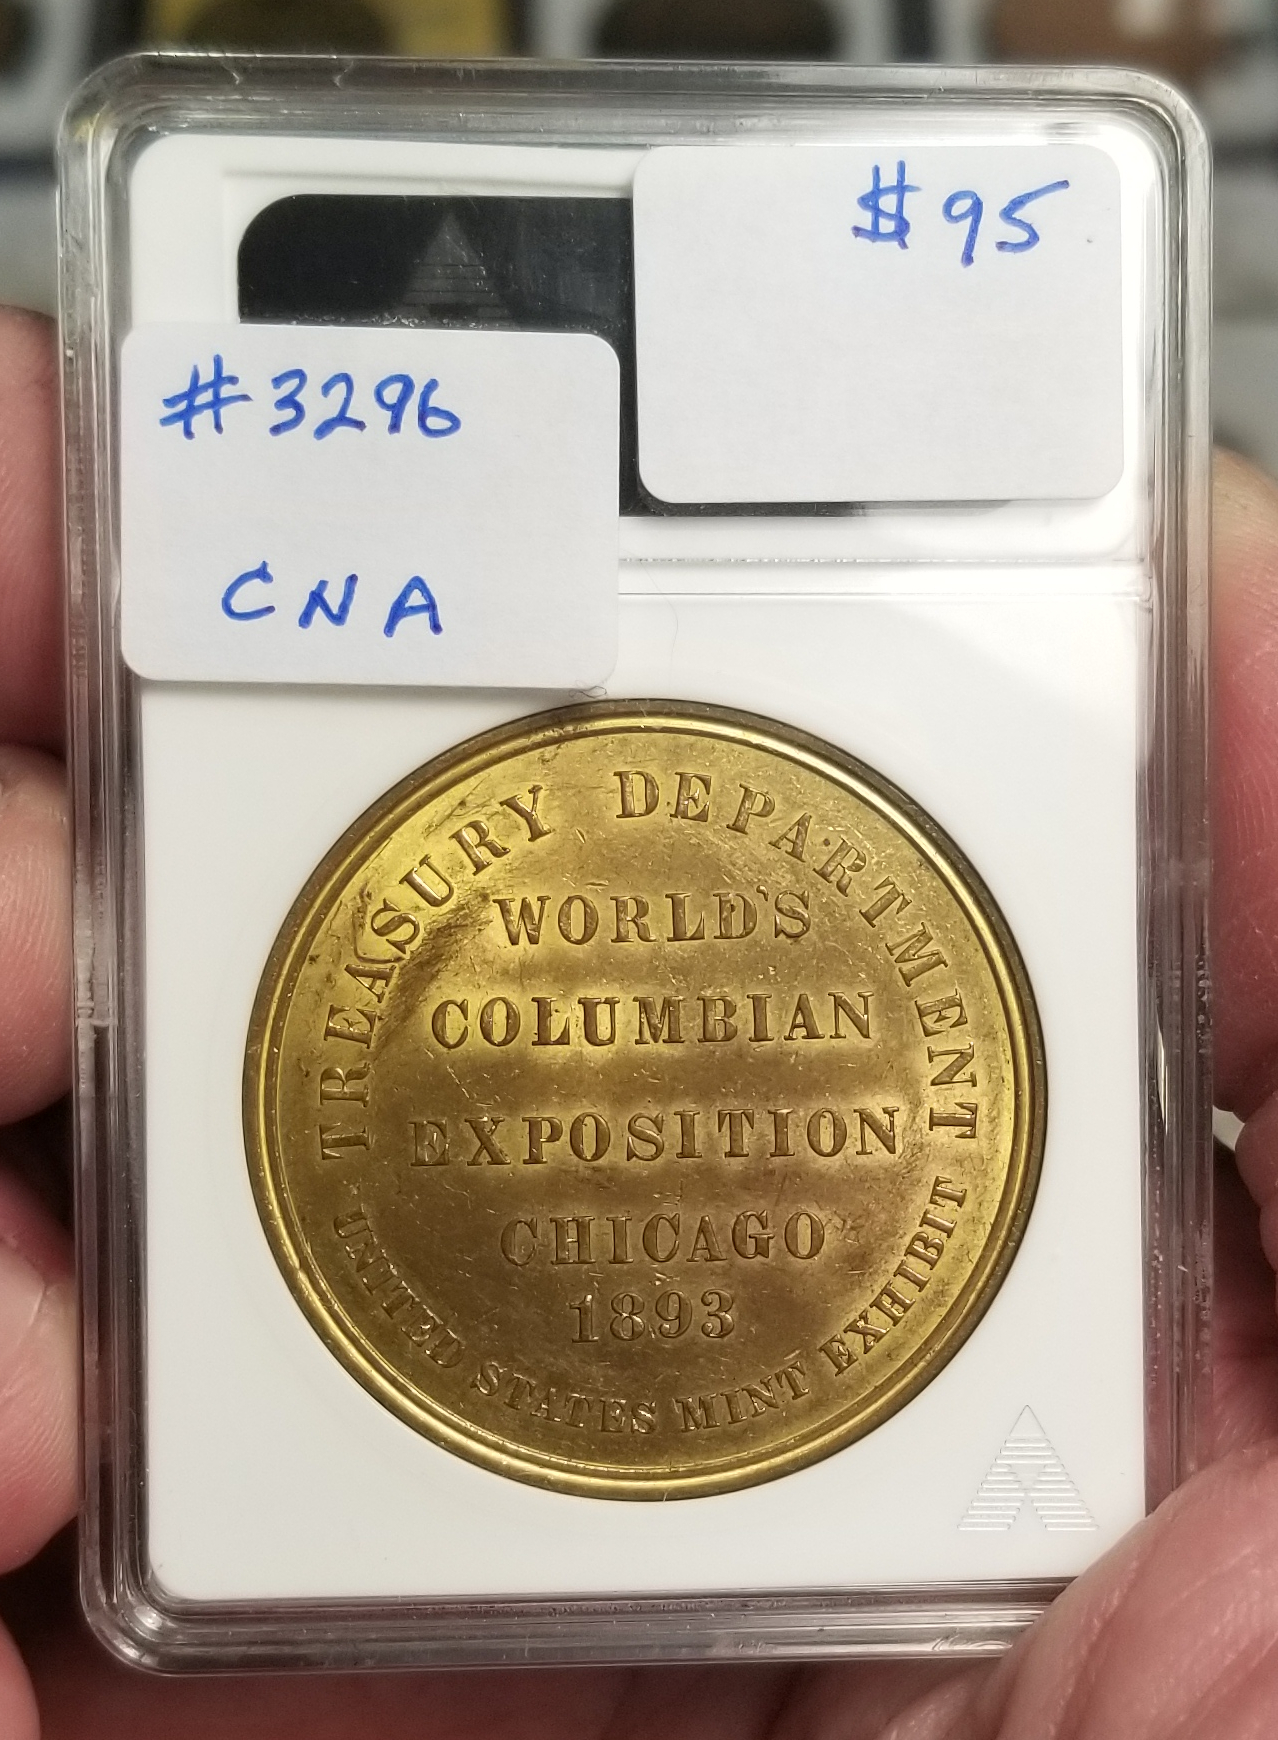 $95
#3296
CNA
TREASURY DEPARTMENT
WORLD'S
COLUMBIAN
EXPOSITION
CHICAGO
1893
UNITED STATES MINT EXHIBIT